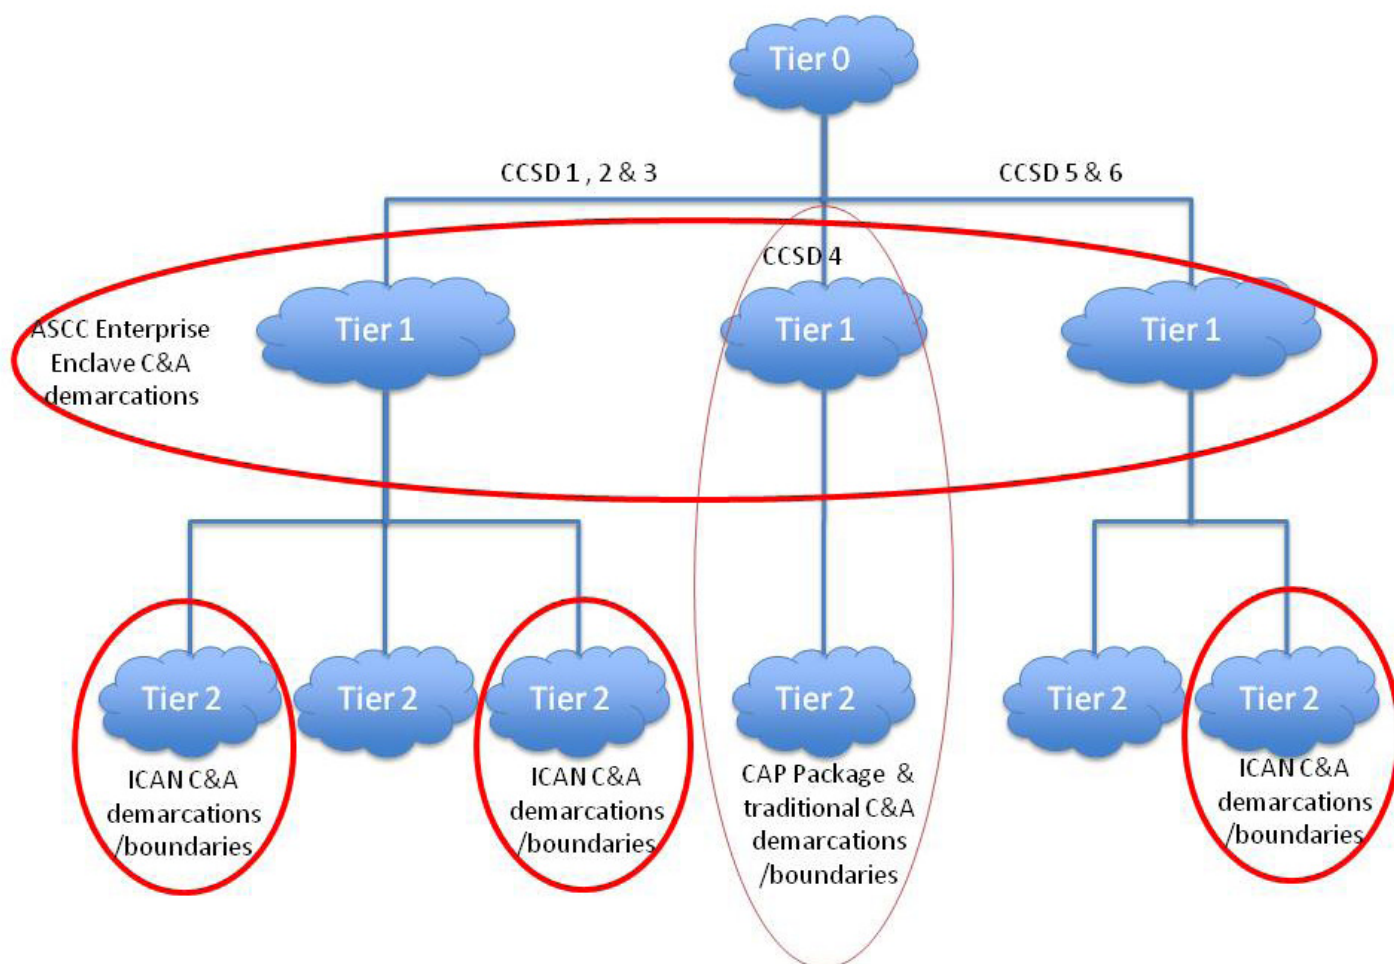 Tier 0
CCSD 1 , 2 & 3
CCSD 5 & 6
CCSD 4
Tier 1
Tier 1
Tier 1
ASCC Enterprise
Enclave C&A
demarcations
Tier 2
Tier 2
Tier 2
Tier 2
Tier 2
Tier 2
ICAN C&A
demarcations
/boundaries
ICAN C&A
demarcations
/boundaries
CAP Package &
traditional C&A
demarcations
/boundaries
ICAN C&A
demarcations
/boundaries